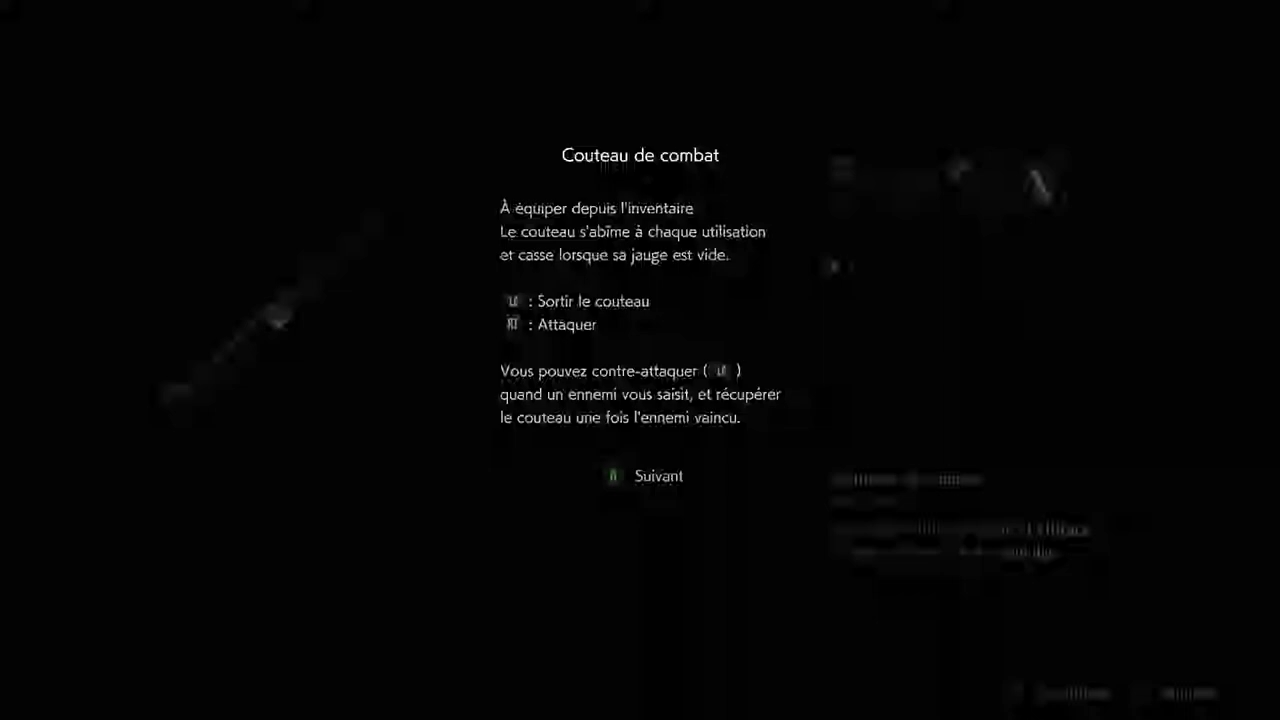 Couteau de combat
À équiper depuis l'inventaire
Le couteau s'abîme à chaque utilisation
et casse lorsque sa jauge est vide.
: Sortir le couteau
RT : Attaquer
Vous pouvez contre-attaquer ( )
quand un ennemi vous saisit, et récupérer
le couteau une fois l'ennemi vaincu.
A Suivant